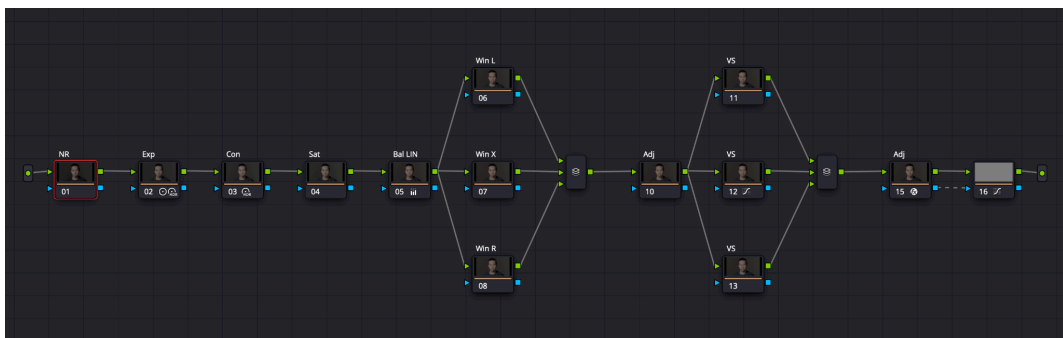 Win L
06
VS
11
NR
01
Exp
02
Con
03
Sat
04
Bal LIN
05
Win X
07
Adj
10
VS
12
Adj
15
16
Win R
08
VS
13